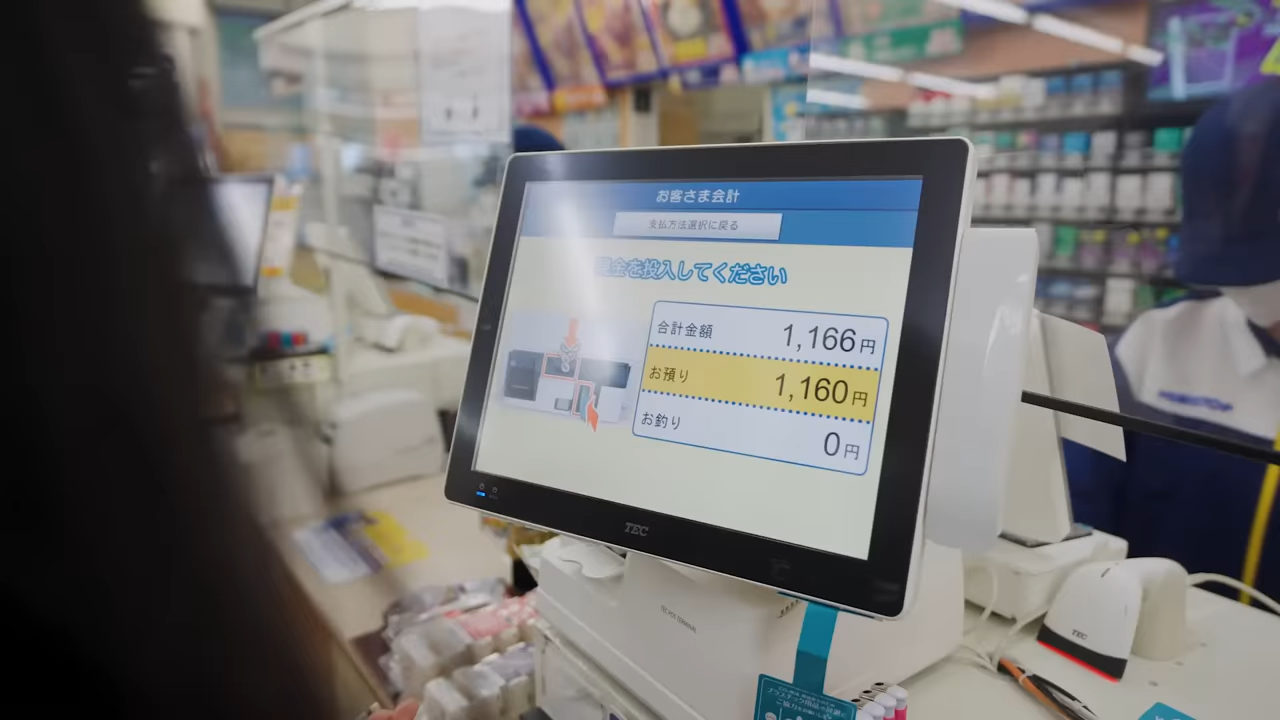 お客さま会計
支払方法選択に戻る
現金を投入してください
合計金額 1,166円
お預り 1,160円
お釣り 0円
TEC
TEC